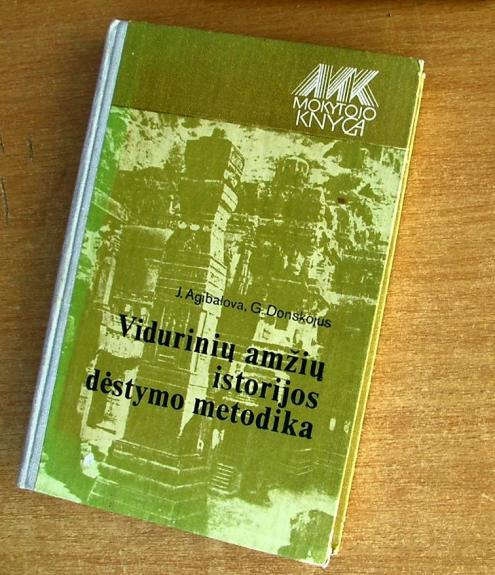 MK
MOKYTOJO
KNYGA
J. Agibalova, G. Donskojus
Vidurinių amžių
istorijos
dėstymo metodika